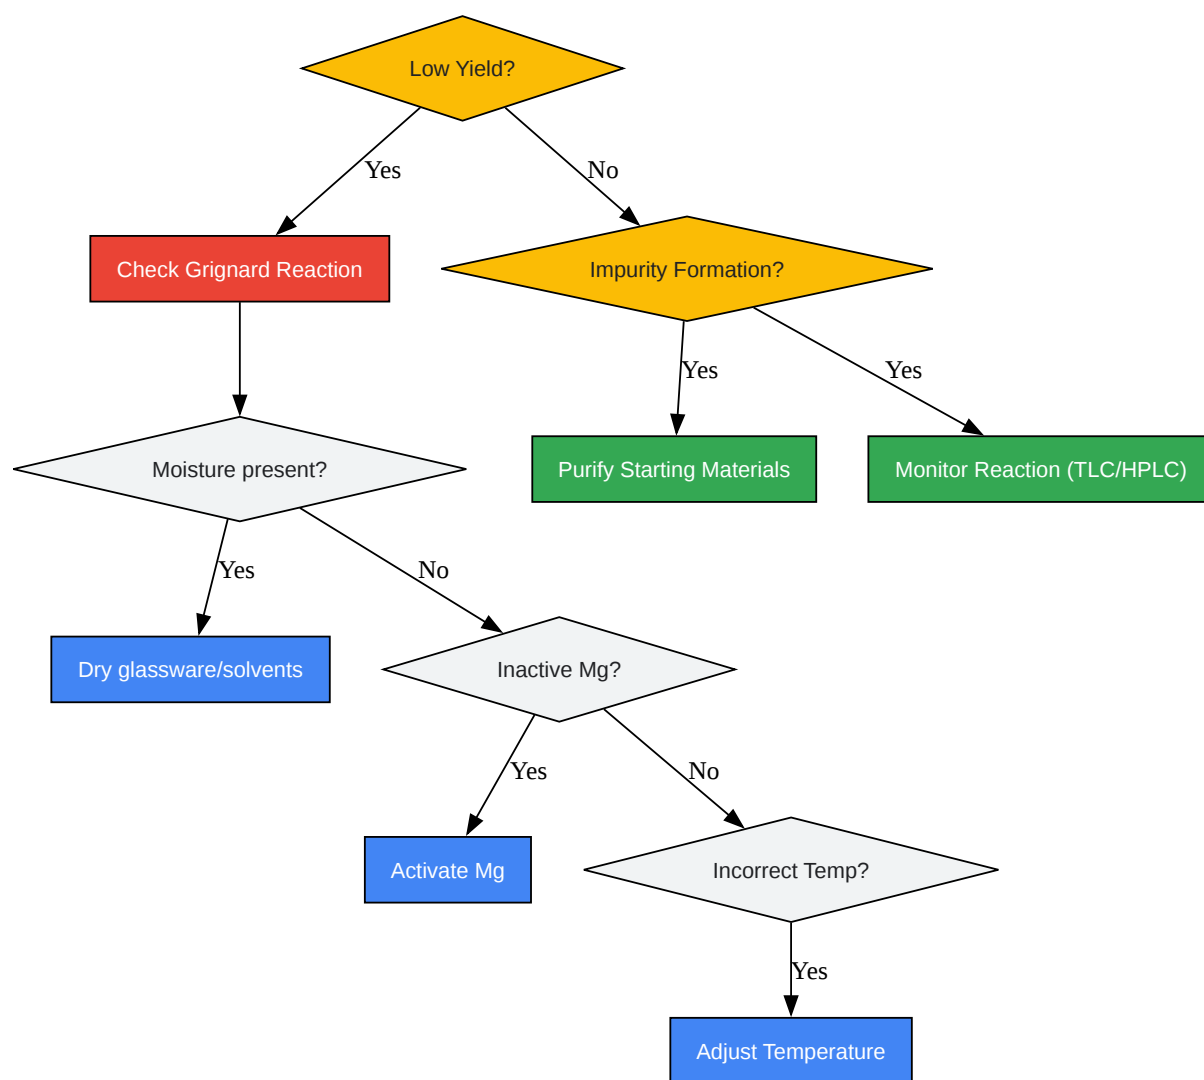 Low Yield?
Yes
No
Check Grignard Reaction
Impurity Formation?
Yes
Yes
Moisture present?
Purify Starting Materials
Monitor Reaction (TLC/HPLC)
Yes
No
Dry glassware/solvents
Inactive Mg?
Yes
No
Activate Mg
Incorrect Temp?
Yes
Adjust Temperature